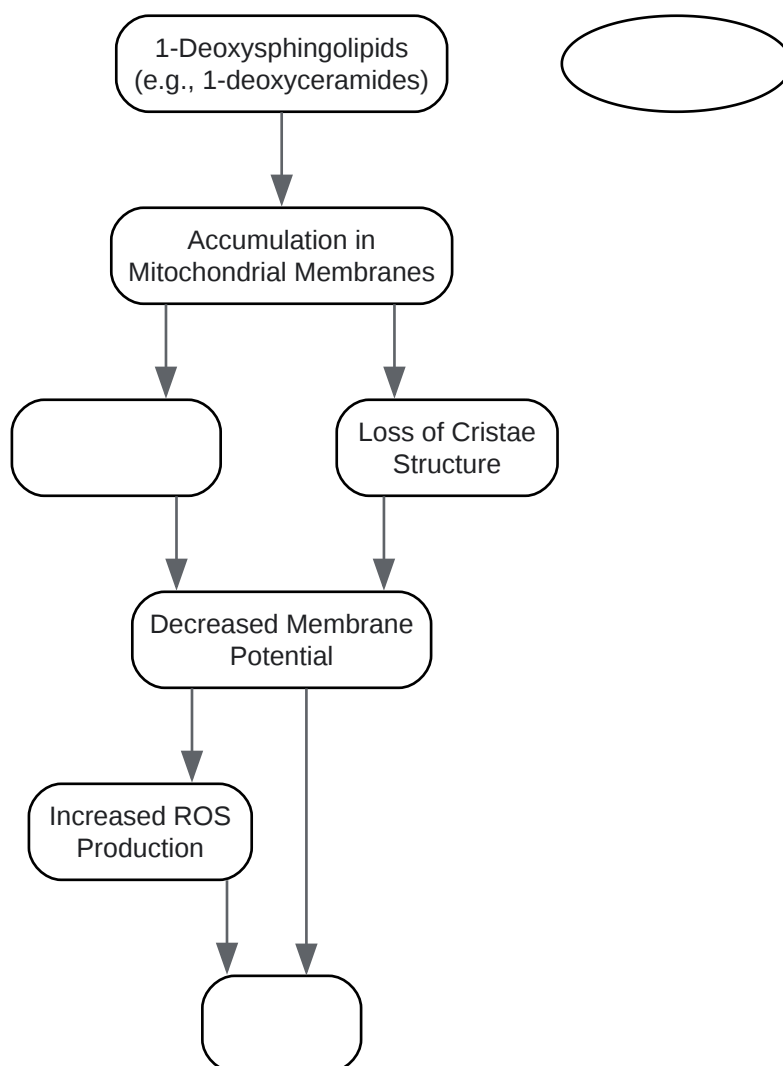 1-Deoxysphingolipids
(e.g., 1-deoxyceramides)
Accumulation in
Mitochondrial Membranes
Loss of Cristae
Structure
Decreased Membrane
Potential
Increased ROS
Production